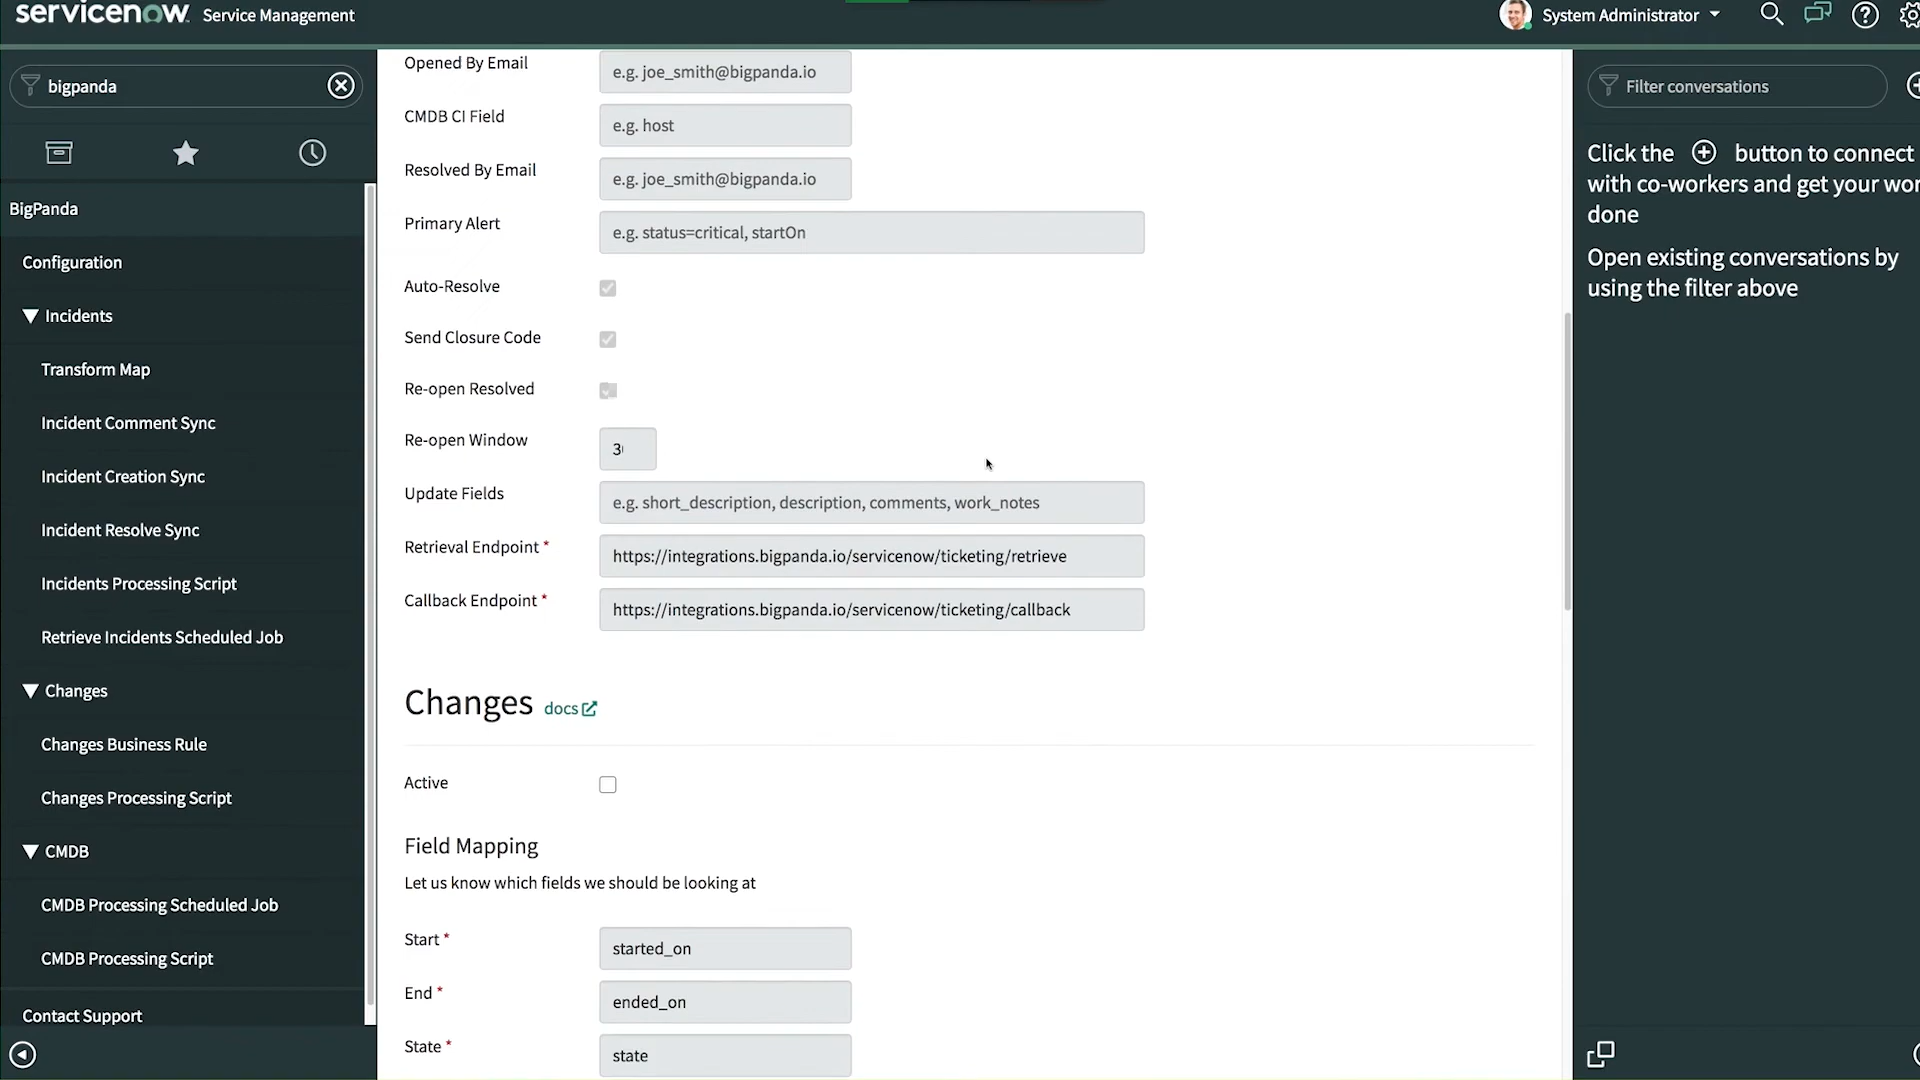 servicenow Service Management
System Administrator
bigpanda
BigPanda
Configuration
Incidents
Transform Map
Incident Comment Sync
Incident Creation Sync
Incident Resolve Sync
Incidents Processing Script
Retrieve Incidents Scheduled Job
Changes
Changes Business Rule
Changes Processing Script
CMDB
CMDB Processing Scheduled Job
CMDB Processing Script
Contact Support
Opened By Email e.g. joe_smith@bigpanda.io
CMDB CI Field e.g. host
Resolved By Email e.g. joe_smith@bigpanda.io
Primary Alert e.g. status=critical, startOn
Auto-Resolve
Send Closure Code
Re-open Resolved
Re-open Window
Update Fields e.g. short_description, description, comments, work_notes
Retrieval Endpoint * https://integrations.bigpanda.io/servicenow/ticketing/retrieve
Callback Endpoint * https://integrations.bigpanda.io/servicenow/ticketing/callback
Changes docs
Active
Field Mapping
Let us know which fields we should be looking at
Start * started_on
End * ended_on
State * state
Filter conversations
Click the button to connect
with co-workers and get your
done
Open existing conversations by
using the filter above